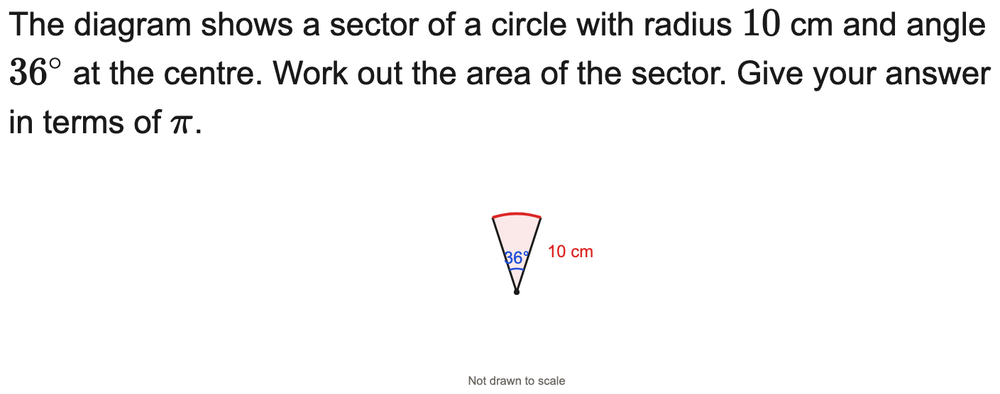 The diagram shows a sector of a circle with radius 10 cm and angle
36° at the centre. Work out the area of the sector. Give your answer
in terms of π.
36°
10 cm
Not drawn to scale